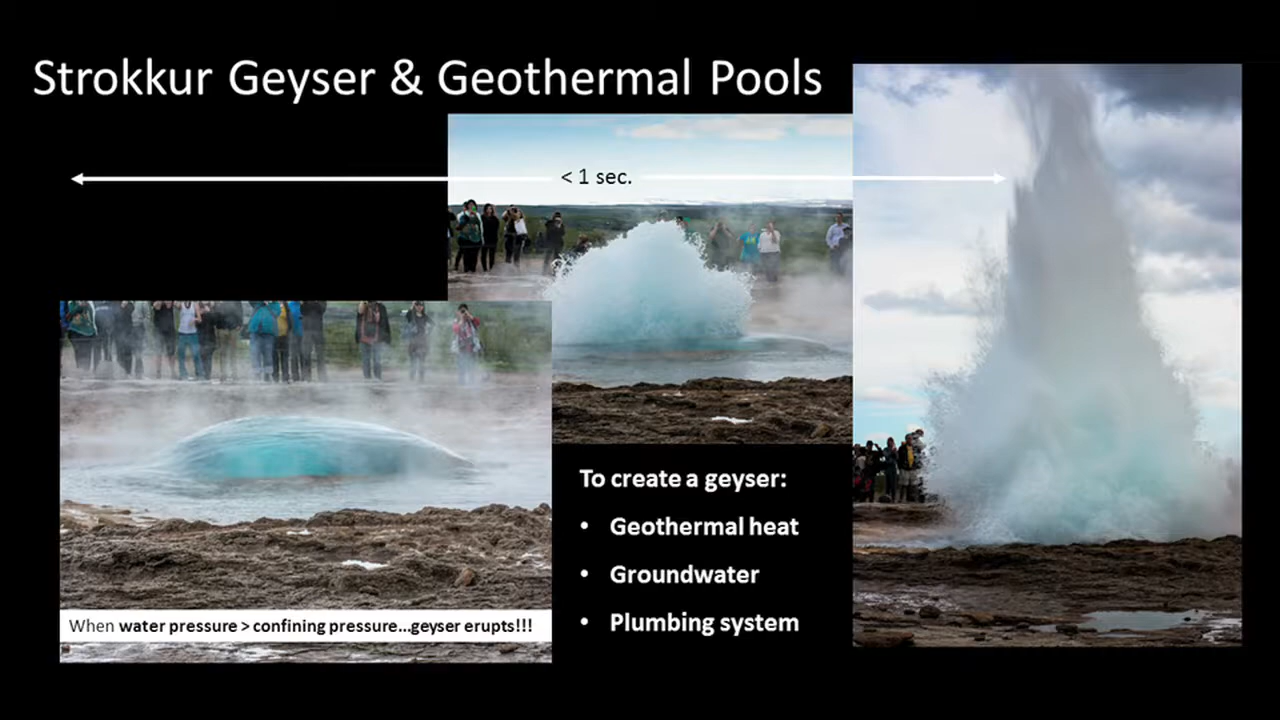 Strokkur Geyser & Geothermal Pools
< 1 sec.
To create a geyser:
• Geothermal heat
• Groundwater
• Plumbing system
When water pressure > confining pressure...geyser erupts!!!